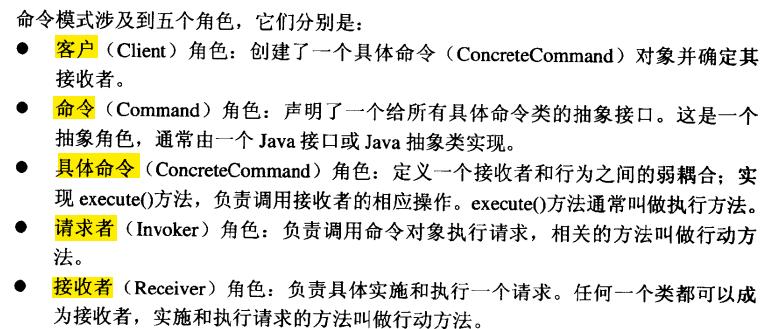 命令模式涉及到五个角色，它们分别是：
● 客户（Client）角色：创建了一个具体命令（ConcreteCommand）对象并确定其
接收者。
● 命令（Command）角色：声明了一个给所有具体命令类的抽象接口。这是一个
抽象角色，通常由一个 Java 接口或 Java 抽象类实现。
● 具体命令（ConcreteCommand）角色：定义一个接收者和行为之间的弱耦合；实
现 execute()方法，负责调用接收者的相应操作。execute()方法通常叫做执行方法。
● 请求者（Invoker）角色：负责调用命令对象执行请求，相关的方法叫做行动方
法。
● 接收者（Receiver）角色：负责具体实施和执行一个请求。任何一个类都可以成
为接收者，实施和执行请求的方法叫做行动方法。